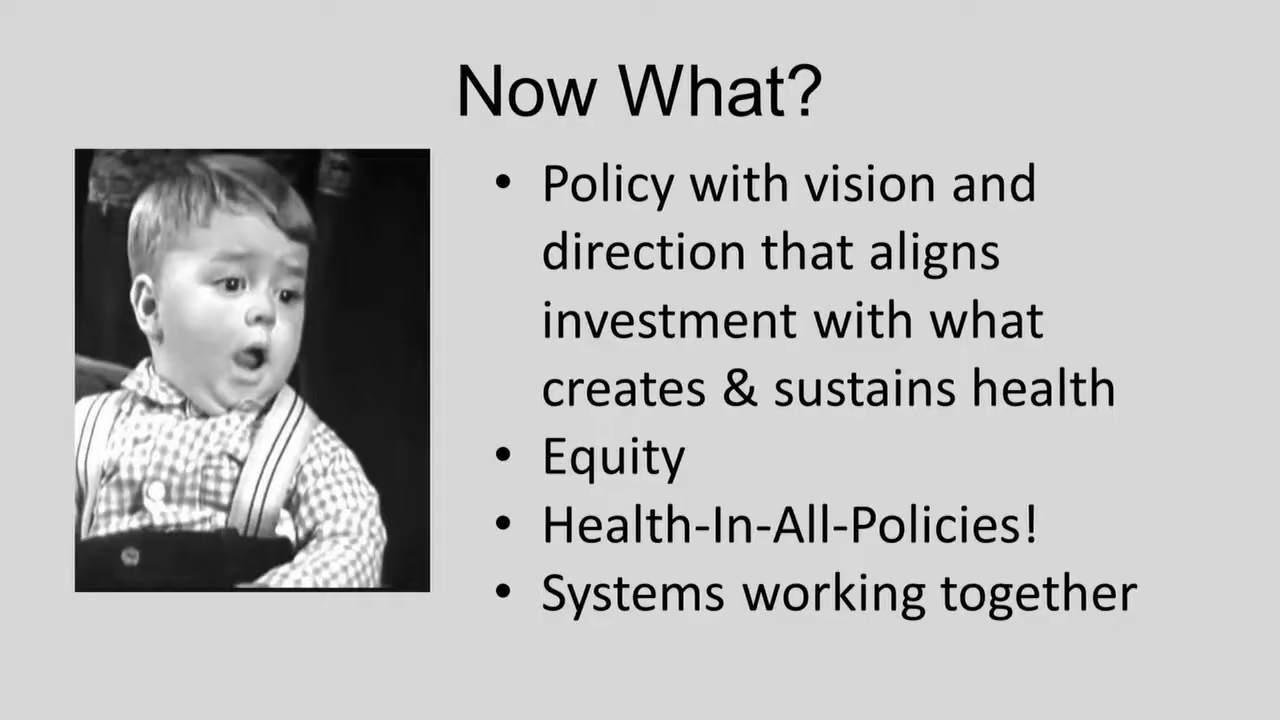 Now What?
• Policy with vision and
direction that aligns
investment with what
creates & sustains health
• Equity
• Health-In-All-Policies!
• Systems working together